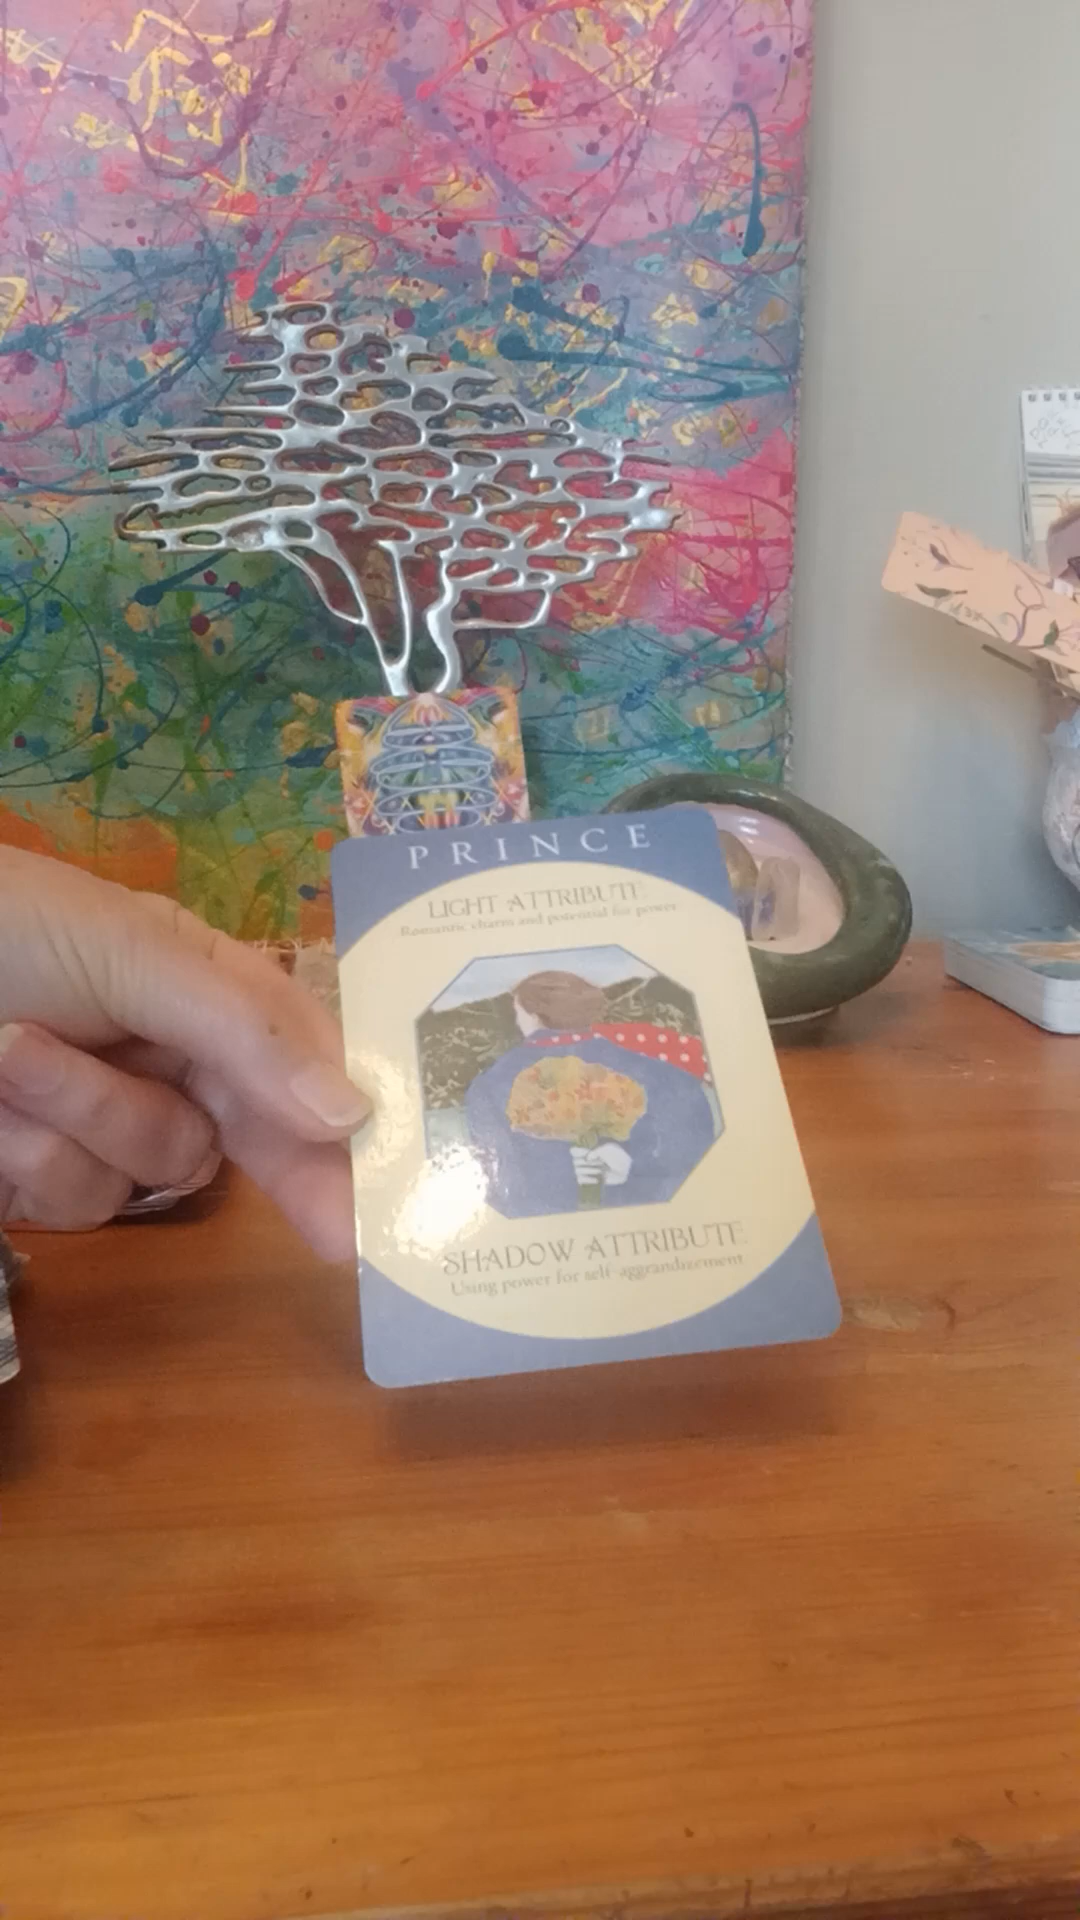 PRINCE
LIGHT ATTRIBUTE
Romantic charm and potential for power
SHADOW ATTRIBUTE
Using power for self-aggrandizement